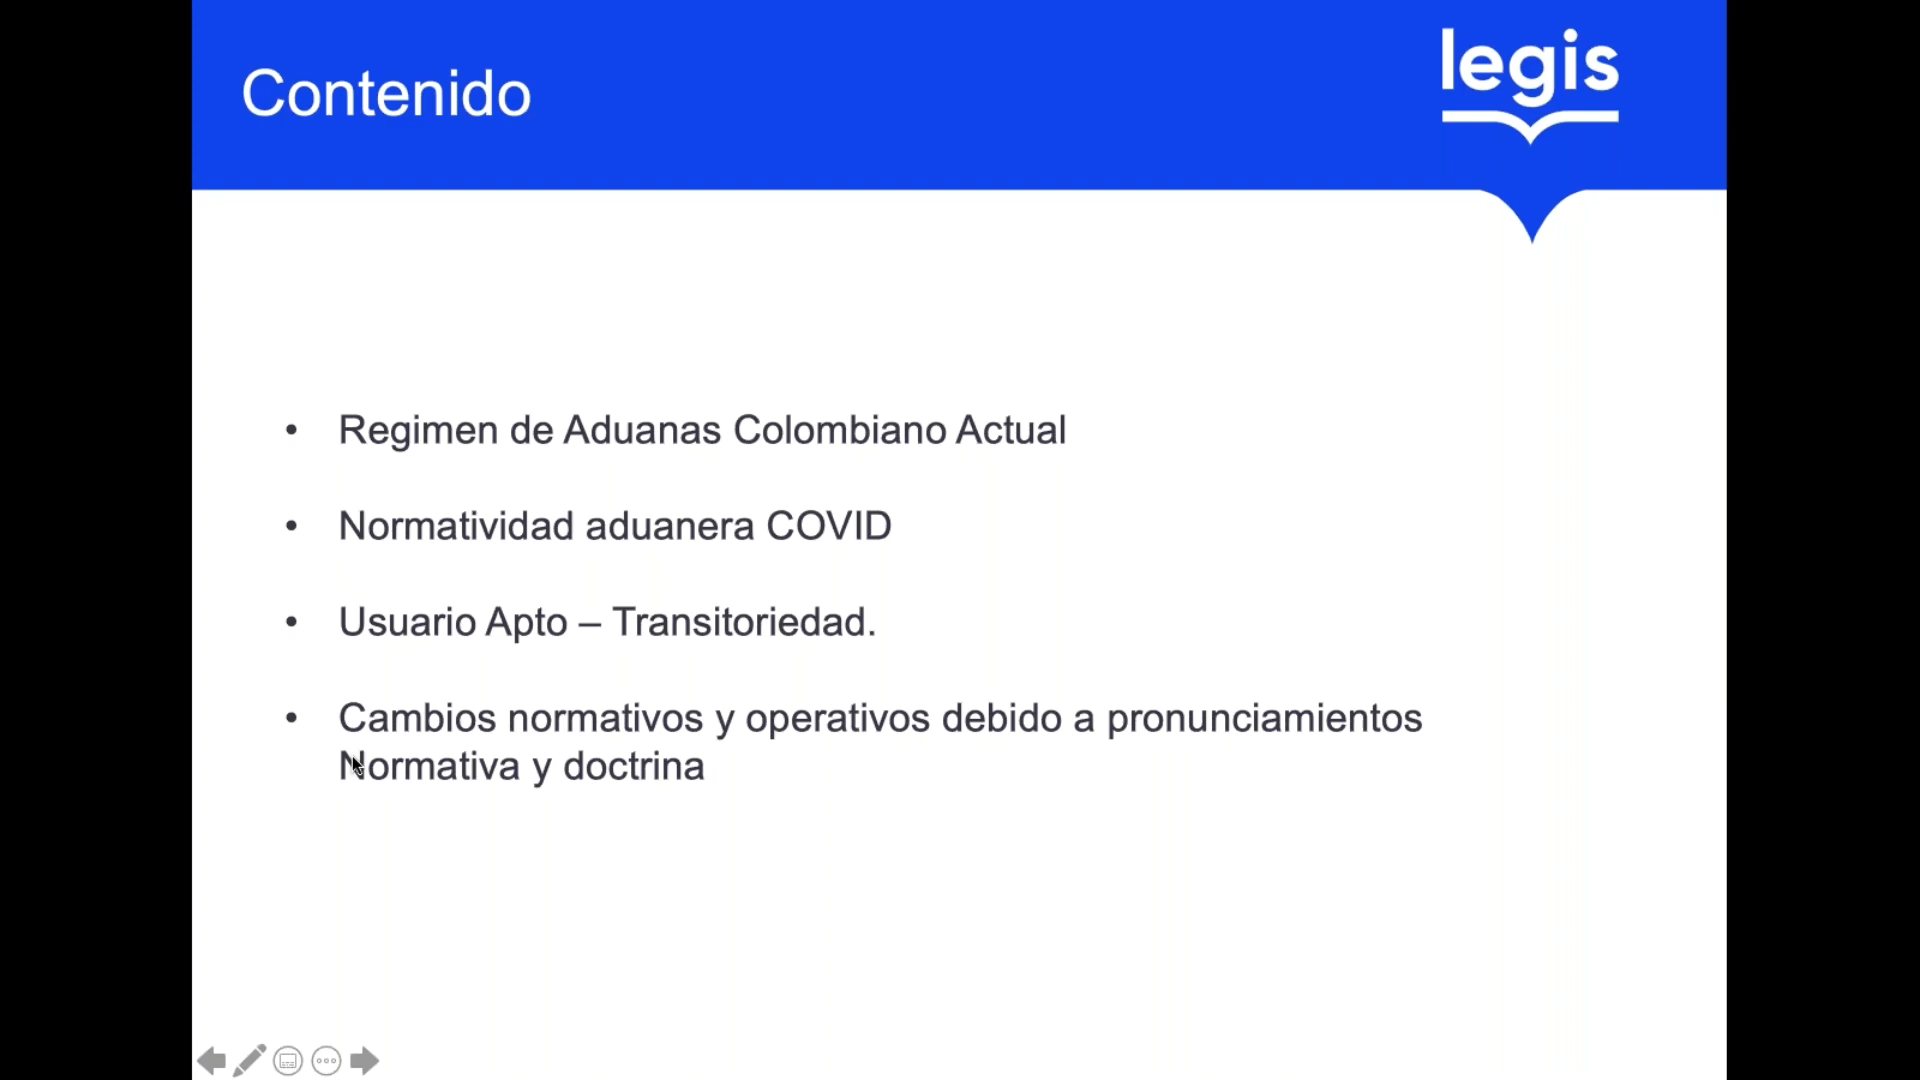 Contenido
legis
• Regimen de Aduanas Colombiano Actual
• Normatividad aduanera COVID
• Usuario Apto – Transitoriedad.
• Cambios normativos y operativos debido a pronunciamientos
Normativa y doctrina